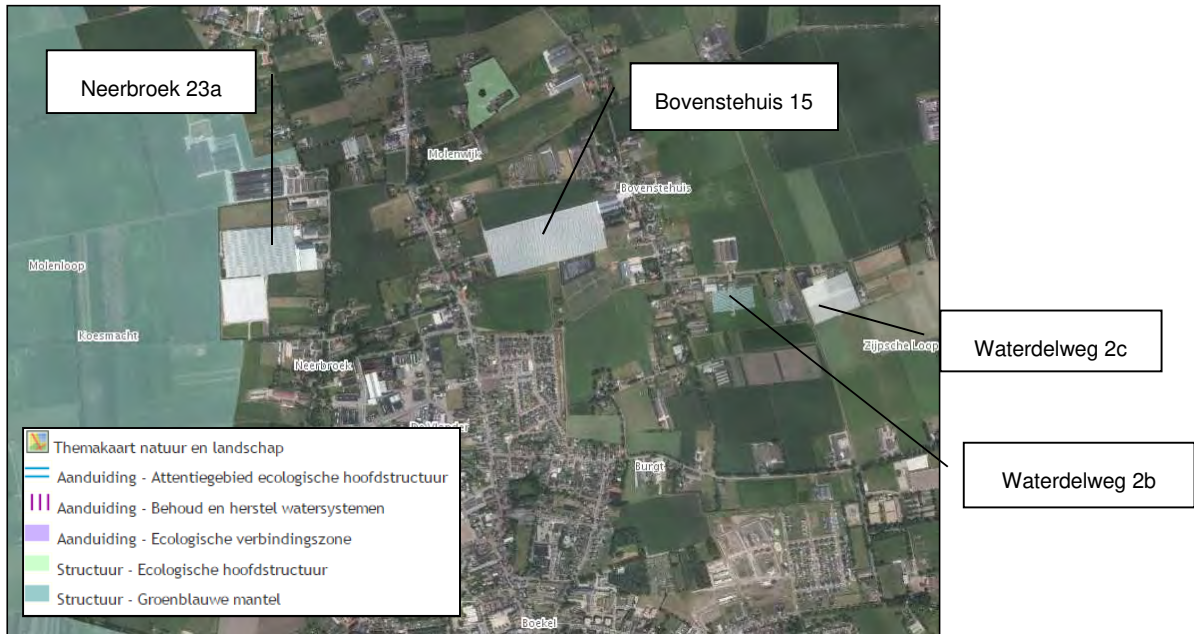 Neerbroek 23a
Bovenstehuis 15
Molenwijk
Bovenstehuis
Molenloop
Koesmacht
Zijpsche Loop
Waterdelweg 2c
Neerbroek
Burgt
Waterdelweg 2b
Boekel
Themakaart natuur en landschap
Aanduiding - Attentiegebied ecologische hoofdstructuur
Aanduiding - Behoud en herstel watersystemen
Aanduiding - Ecologische verbindingszone
Structuur - Ecologische hoofdstructuur
Structuur - Groenblauwe mantel